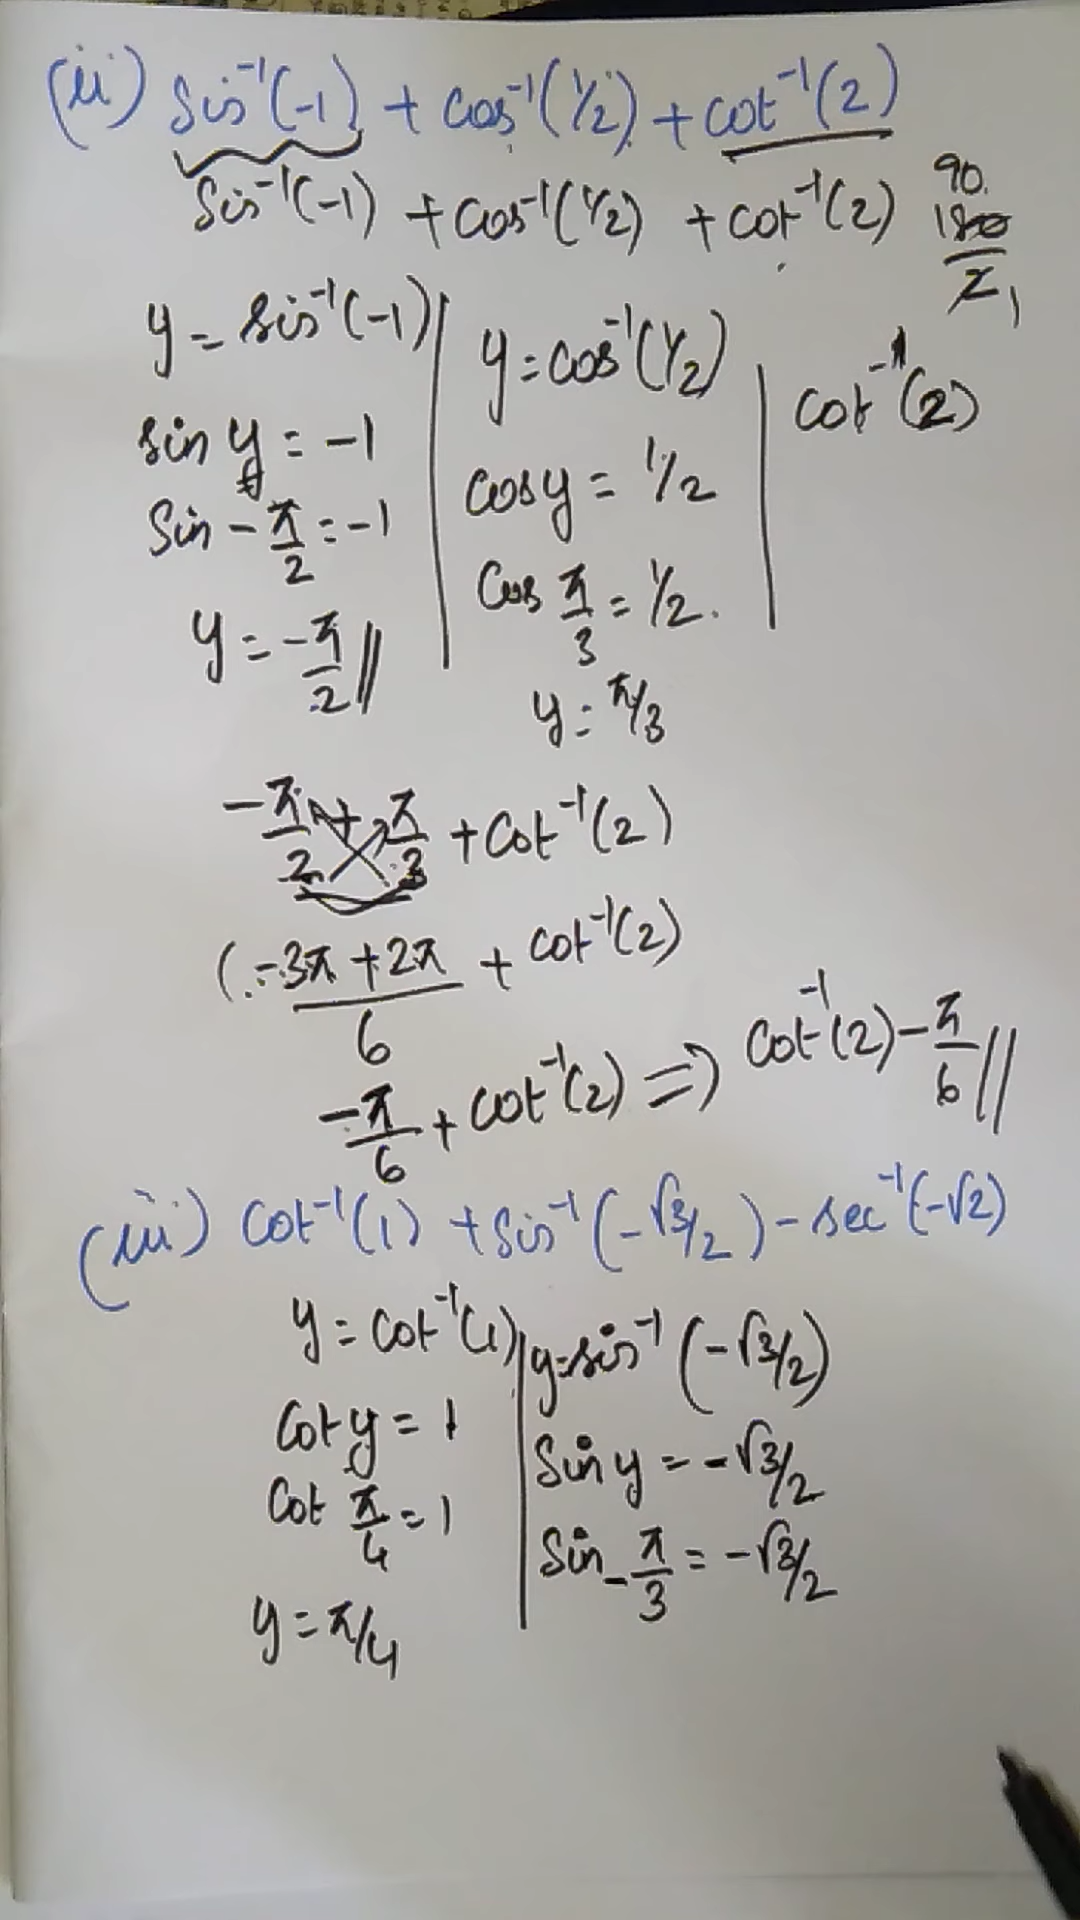 (ii) sin⁻¹(-1) + cos⁻¹(1/2) + cot⁻¹(2)
Sin⁻¹(-1) + cos⁻¹(1/2) + cot⁻¹(2)
90.
180
2 1
y = sin⁻¹(-1)
sin y = -1
Sin -π/2 = -1
y = -π/2 //
y = cos⁻¹(1/2)
cosy = 1/2
Cos π/3 = 1/2.
y = π/3
cot⁻¹(2)
-π/2 + π/3 + cot⁻¹(2)
(-3π + 2π)/6 + cot⁻¹(2)
-π/6 + cot⁻¹(2) ⇒ cot⁻¹(2) - π/6 //
(iii) cot⁻¹(1) + sin⁻¹(-√3/2) - sec⁻¹(-√2)
y = cot⁻¹(1)
Cot y = 1
Cot π/4 = 1
y = π/4
y = sin⁻¹(-√3/2)
Sin y = -√3/2
Sin -π/3 = -√3/2